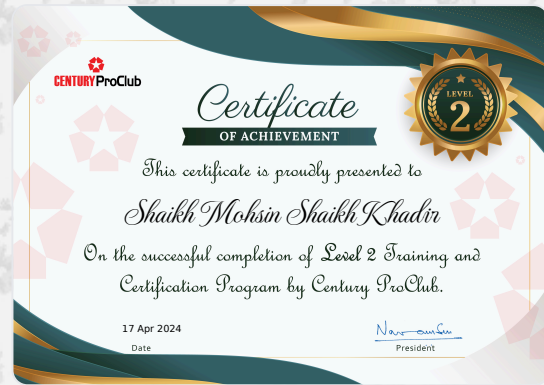 CENTURY ProClub
Certificate
OF ACHIEVEMENT
LEVEL
2
This certificate is proudly presented to
Shaikh Mohsin Shaikh Khadir
On the successful completion of Level 2 Training and
Certification Program by Century ProClub.
17 Apr 2024
Date
President